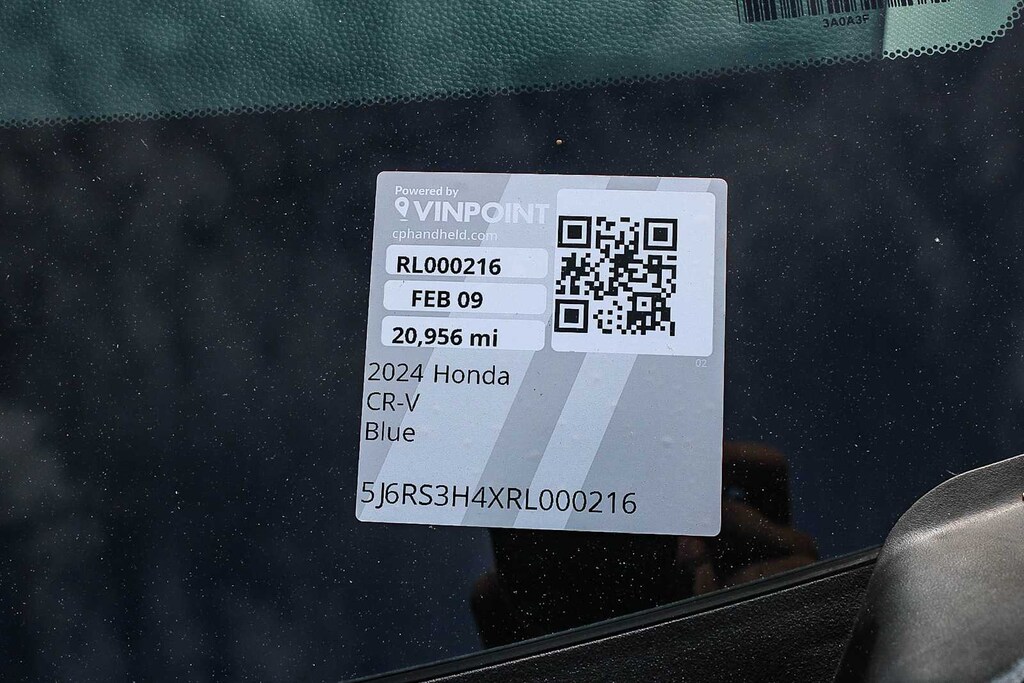 3A0A3F
Powered by
VINPOINT
cphandheld.com
RL000216
FEB 09
20,956 mi
02
2024 Honda
CR-V
Blue
5J6RS3H4XRL000216